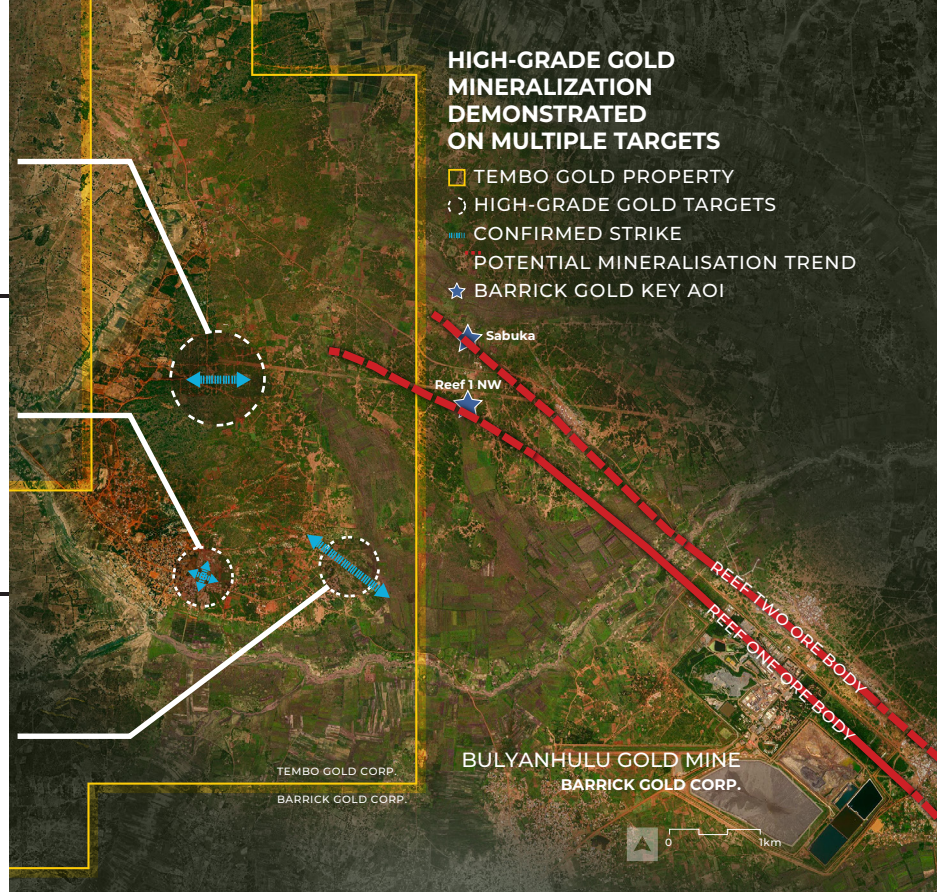 HIGH-GRADE GOLD
MINERALIZATION
DEMONSTRATED
ON MULTIPLE TARGETS
TEMBO GOLD PROPERTY
HIGH-GRADE GOLD TARGETS
CONFIRMED STRIKE
POTENTIAL MINERALISATION TREND
BARRICK GOLD KEY AOI
Sabuka
Reef 1 NW
REEF TWO ORE BODY
REEF ONE ORE BODY
BULYANHULU GOLD MINE
BARRICK GOLD CORP.
TEMBO GOLD CORP.
BARRICK GOLD CORP.
0 1km